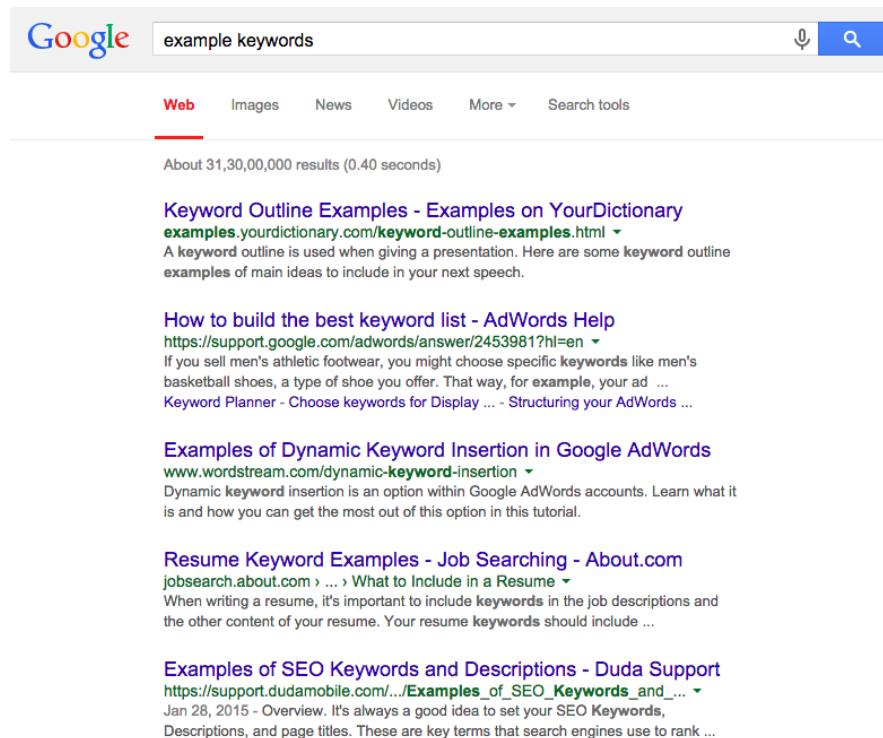 Google example keywords
Web Images News Videos More Search tools
About 31,30,00,000 results (0.40 seconds)
Keyword Outline Examples - Examples on YourDictionary
examples.yourdictionary.com/keyword-outline-examples.html
A keyword outline is used when giving a presentation. Here are some keyword outline
examples of main ideas to include in your next speech.
How to build the best keyword list - AdWords Help
https://support.google.com/adwords/answer/2453981?hl=en
If you sell men's athletic footwear, you might choose specific keywords like men's
basketball shoes, a type of shoe you offer. That way, for example, your ad ...
Keyword Planner - Choose keywords for Display ... - Structuring your AdWords ...
Examples of Dynamic Keyword Insertion in Google AdWords
www.wordstream.com/dynamic-keyword-insertion
Dynamic keyword insertion is an option within Google AdWords accounts. Learn what it
is and how you can get the most out of this option in this tutorial.
Resume Keyword Examples - Job Searching - About.com
jobsearch.about.com › ... › What to Include in a Resume
When writing a resume, it's important to include keywords in the job descriptions and
the other content of your resume. Your resume keywords should include ...
Examples of SEO Keywords and Descriptions - Duda Support
https://support.dudamobile.com/.../Examples_of_SEO_Keywords_and_...
Jan 28, 2015 - Overview. It's always a good idea to set your SEO Keywords,
Descriptions, and page titles. These are key terms that search engines use to rank ...